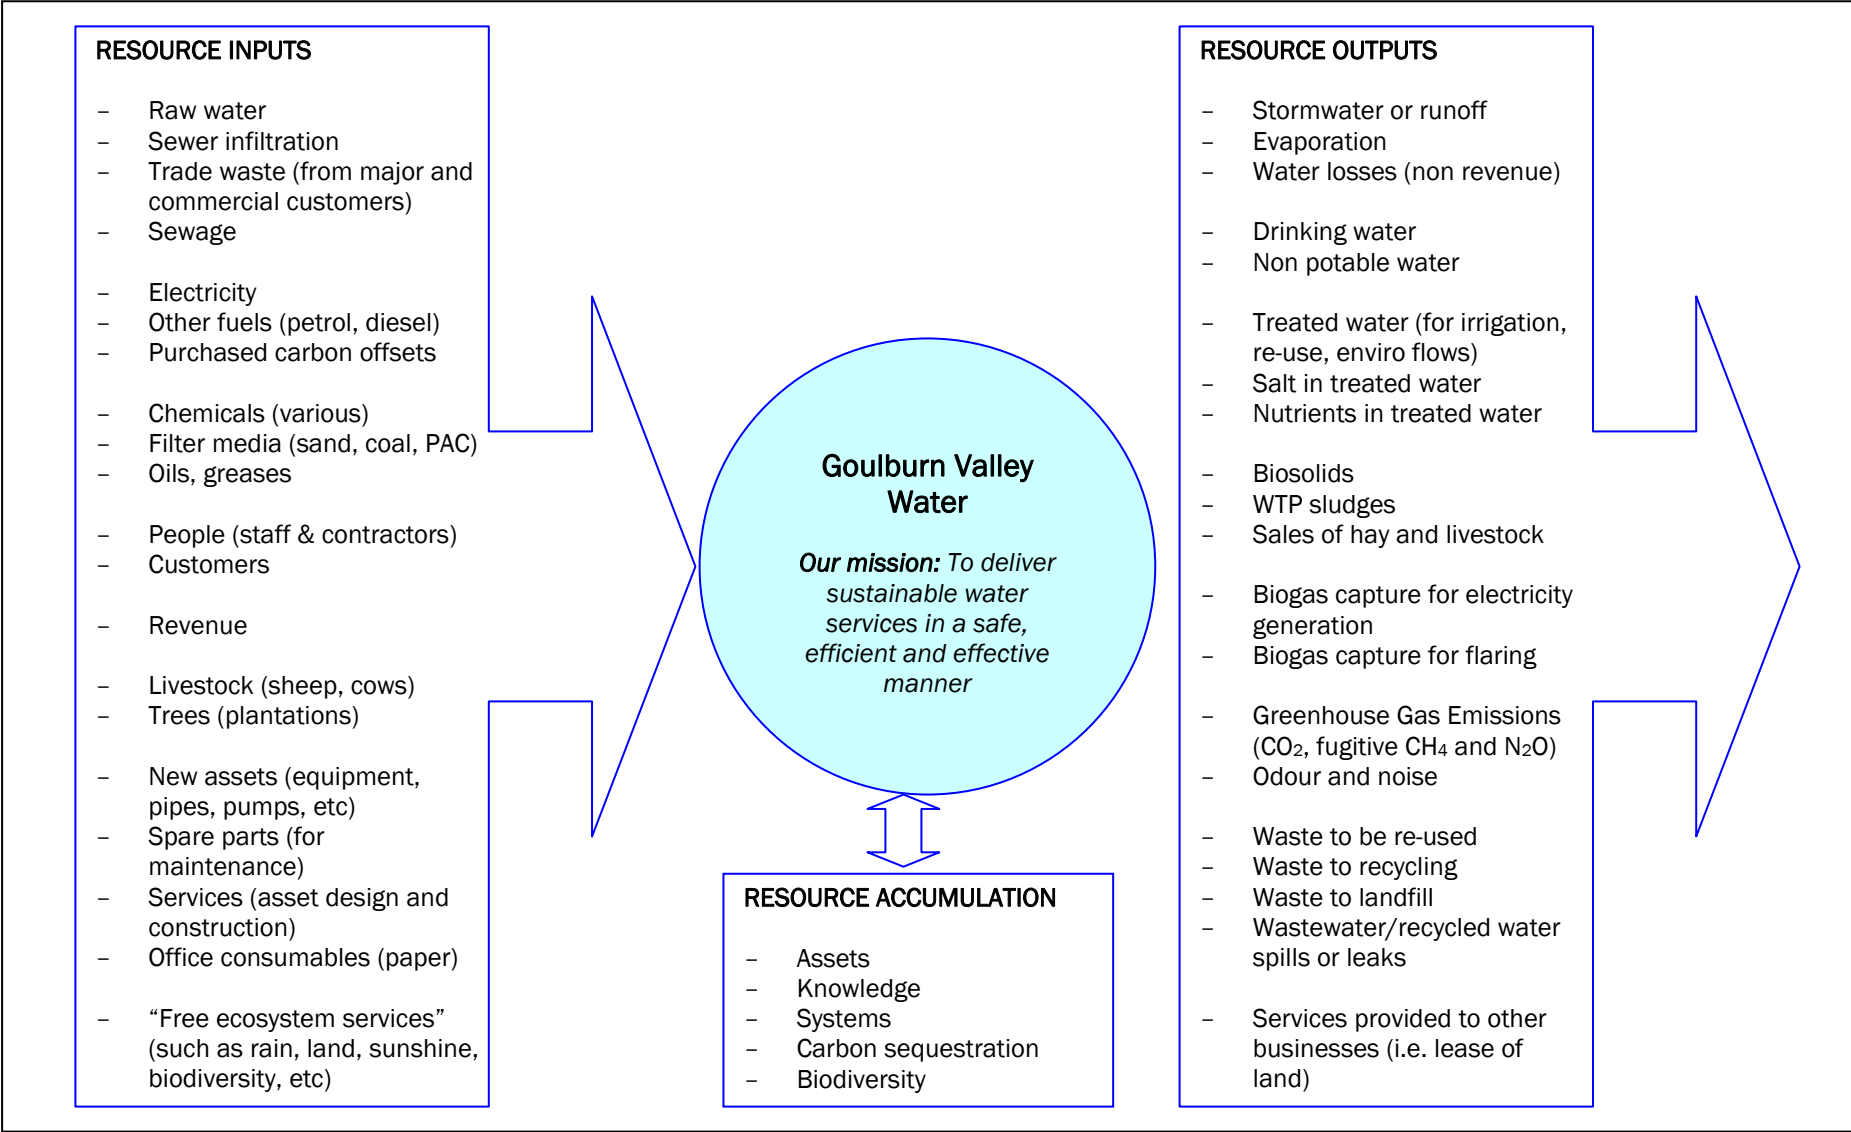 RESOURCE INPUTS
– Raw water
– Sewer infiltration
– Trade waste (from major and
commercial customers)
– Sewage
– Electricity
– Other fuels (petrol, diesel)
– Purchased carbon offsets
– Chemicals (various)
– Filter media (sand, coal, PAC)
– Oils, greases
– People (staff & contractors)
– Customers
– Revenue
– Livestock (sheep, cows)
– Trees (plantations)
– New assets (equipment,
pipes, pumps, etc)
– Spare parts (for
maintenance)
– Services (asset design and
construction)
– Office consumables (paper)
– “Free ecosystem services”
(such as rain, land, sunshine,
biodiversity, etc)
Goulburn Valley
Water
Our mission: To deliver
sustainable water
services in a safe,
efficient and effective
manner
RESOURCE ACCUMULATION
– Assets
– Knowledge
– Systems
– Carbon sequestration
– Biodiversity
RESOURCE OUTPUTS
– Stormwater or runoff
– Evaporation
– Water losses (non revenue)
– Drinking water
– Non potable water
– Treated water (for irrigation,
re-use, enviro flows)
– Salt in treated water
– Nutrients in treated water
– Biosolids
– WTP sludges
– Sales of hay and livestock
– Biogas capture for electricity
generation
– Biogas capture for flaring
– Greenhouse Gas Emissions
(CO₂, fugitive CH₄ and N₂O)
– Odour and noise
– Waste to be re-used
– Waste to recycling
– Waste to landfill
– Wastewater/recycled water
spills or leaks
– Services provided to other
businesses (i.e. lease of
land)